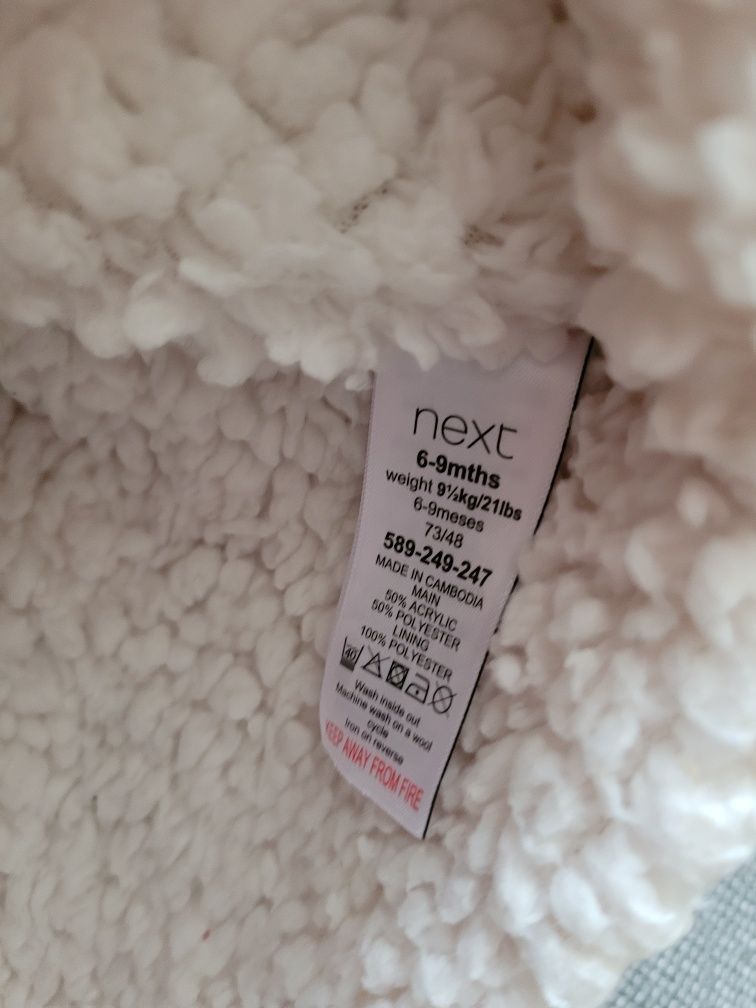 next
6-9mths
weight 9½kg/21lbs
6-9meses
73/48
589-249-247
MADE IN CAMBODIA
MAIN
50% ACRYLIC
50% POLYESTER
LINING
100% POLYESTER
40
Wash inside out
Machine wash on a wool
cycle
Iron on reverse
KEEP AWAY FROM FIRE